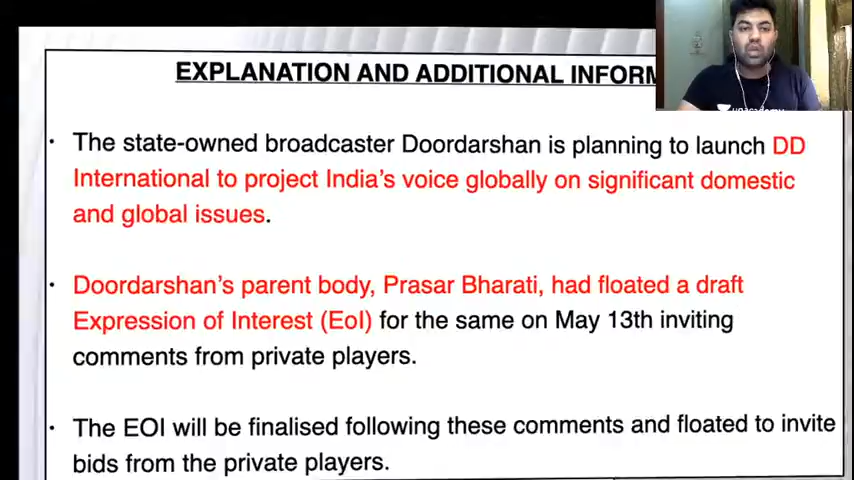 EXPLANATION AND ADDITIONAL INFORM
• The state-owned broadcaster Doordarshan is planning to launch DD
International to project India's voice globally on significant domestic
and global issues.
• Doordarshan's parent body, Prasar Bharati, had floated a draft
Expression of Interest (EoI) for the same on May 13th inviting
comments from private players.
• The EOI will be finalised following these comments and floated to invite
bids from the private players.